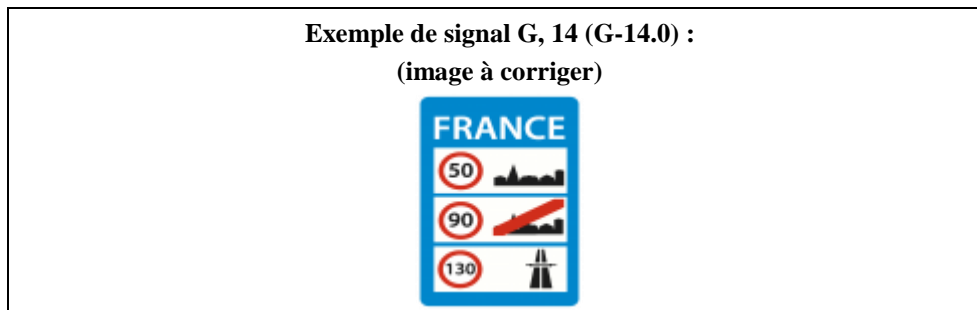 Exemple de signal G, 14 (G-14.0) :
(image à corriger)
FRANCE
50
90
130